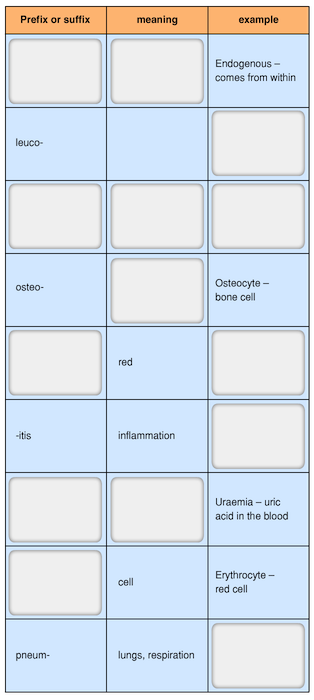 Prefix or suffix meaning example
Endogenous –
comes from within
leuco-
osteo-
Osteocyte –
bone cell
red
-itis inflammation
Uraemia – uric
acid in the blood
cell
Erythrocyte –
red cell
pneum- lungs, respiration